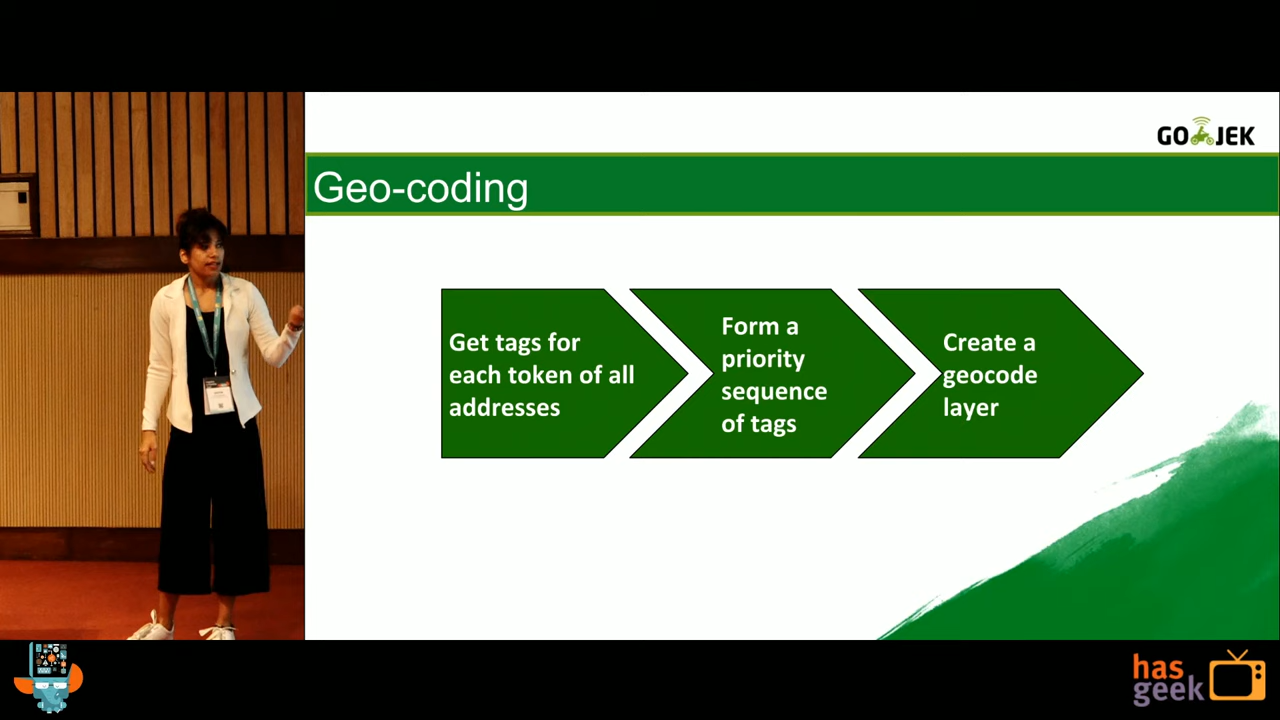 GO JEK
Geo-coding
Get tags for
each token of all
addresses
Form a
priority
sequence
of tags
Create a
geocode
layer
has
geek